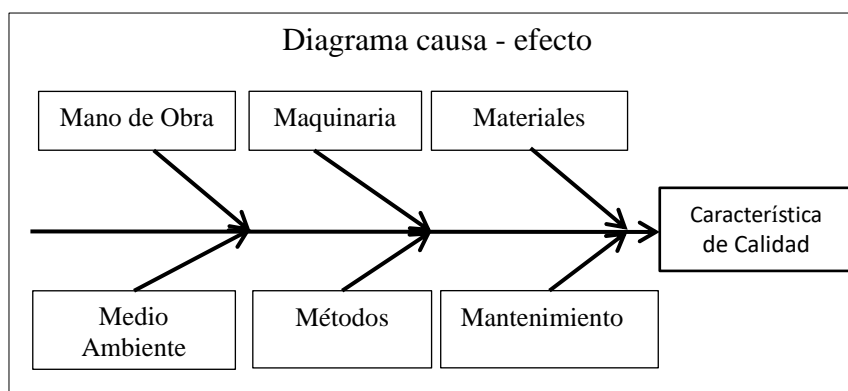 Diagrama causa - efecto
Mano de Obra
Maquinaria
Materiales
Característica
de Calidad
Medio
Ambiente
Métodos
Mantenimiento